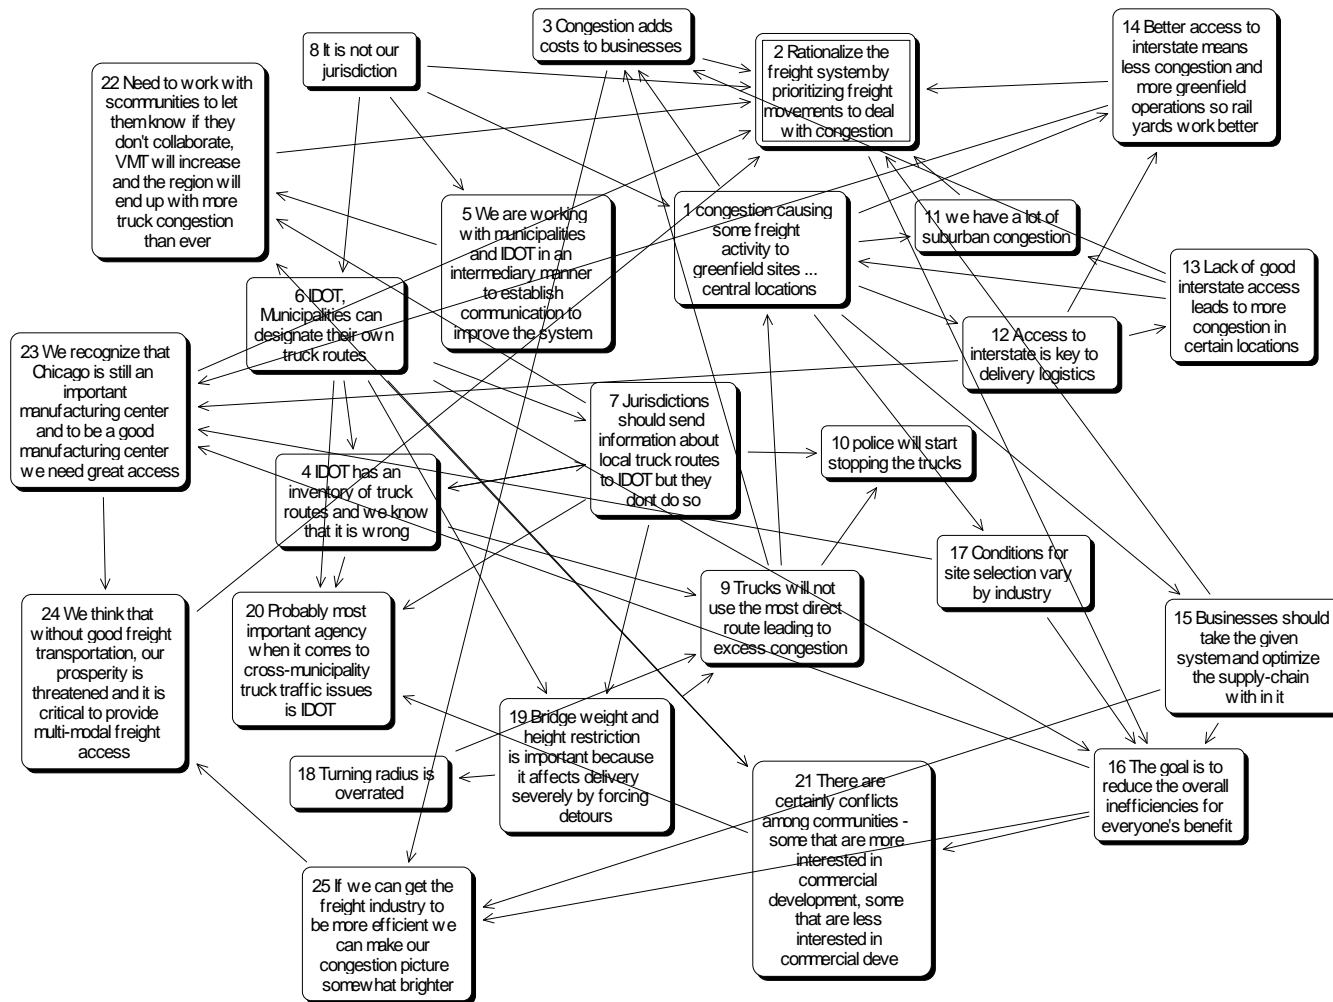 3 Congestion adds
costs to businesses
14 Better access to
interstate means
less congestion and
more greenfield
operations so rail
yards work better
8 It is not our
jurisdiction
2 Rationalize the
freight system by
prioritizing freight
movements to deal
with congestion
22 Need to work with
scommunities to let
them know if they
don't collaborate,
VMT will increase
and the region will
end up with more
truck congestion
than ever
5 We are working
with municipalities
and IDOT in an
intermediary manner
to establish
communication to
improve the system
1 congestion causing
some freight
activity to
greenfield sites ...
central locations
11 we have a lot of
suburban congestion
13 Lack of good
interstate access
leads to more
congestion in
certain locations
6 IDOT,
Municipalities can
designate their own
truck routes
12 Access to
interstate is key to
delivery logistics
23 We recognize that
Chicago is still an
important
manufacturing center
and to be a good
manufacturing center
we need great access
7 Jurisdictions
should send
information about
local truck routes
to IDOT but they
dont do so
10 police will start
stopping the trucks
4 IDOT has an
inventory of truck
routes and we know
that it is wrong
17 Conditions for
site selection vary
by industry
9 Trucks will not
use the most direct
route leading to
excess congestion
24 We think that
without good freight
transportation, our
prosperity is
threatened and it is
critical to provide
multi-modal freight
access
20 Probably most
important agency
when it comes to
cross-municipality
truck traffic issues
is IDOT
15 Businesses should
take the given
system and optimize
the supply-chain
with in it
19 Bridge weight and
height restriction
is important because
it affects delivery
severely by forcing
detours
18 Turning radius is
overrated
16 The goal is to
reduce the overall
inefficiencies for
everyone's benefit
21 There are
certainly conflicts
among communities -
some that are more
interested in
commercial
development, some
that are less
interested in
commercial deve
25 If we can get the
freight industry to
be more efficient we
can make our
congestion picture
somewhat brighter